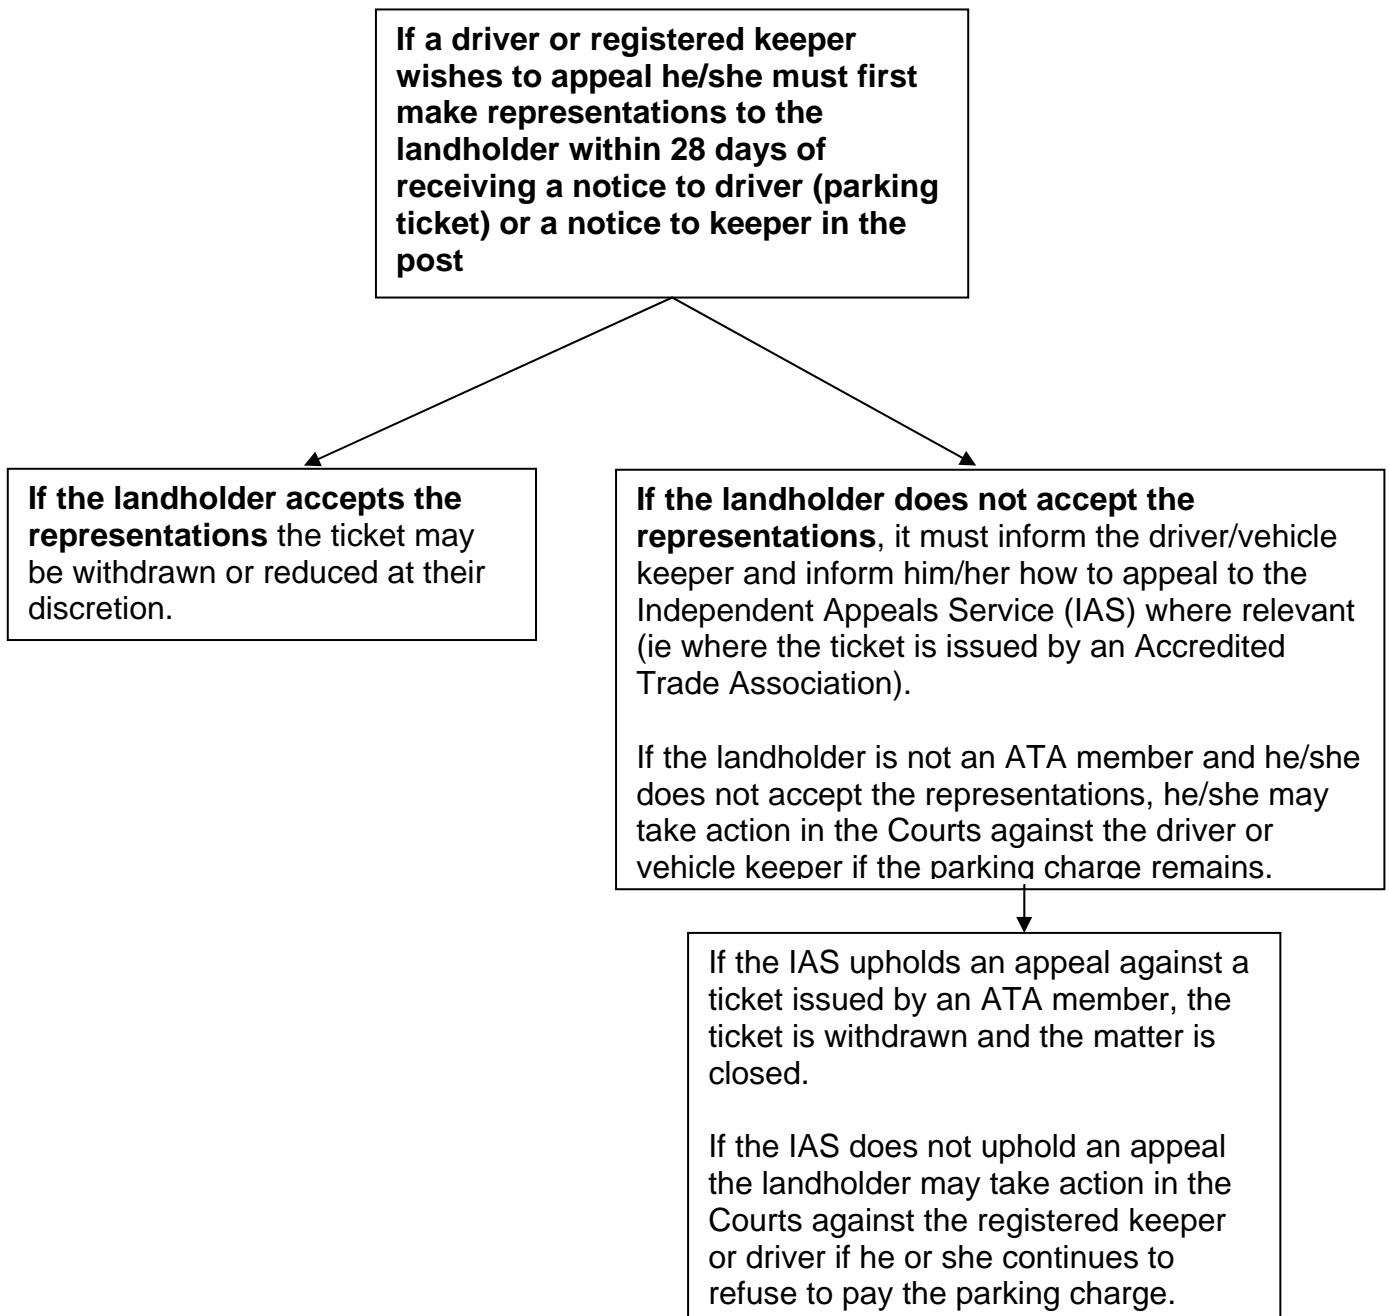 If a driver or registered keeper
wishes to appeal he/she must first
make representations to the
landholder within 28 days of
receiving a notice to driver (parking
ticket) or a notice to keeper in the
post
If the landholder accepts the
representations the ticket may
be withdrawn or reduced at their
discretion.
If the landholder does not accept the
representations, it must inform the driver/vehicle
keeper and inform him/her how to appeal to the
Independent Appeals Service (IAS) where relevant
(ie where the ticket is issued by an Accredited
Trade Association).
If the landholder is not an ATA member and he/she
does not accept the representations, he/she may
take action in the Courts against the driver or
vehicle keeper if the parking charge remains.
If the IAS upholds an appeal against a
ticket issued by an ATA member, the
ticket is withdrawn and the matter is
closed.
If the IAS does not uphold an appeal
the landholder may take action in the
Courts against the registered keeper
or driver if he or she continues to
refuse to pay the parking charge.